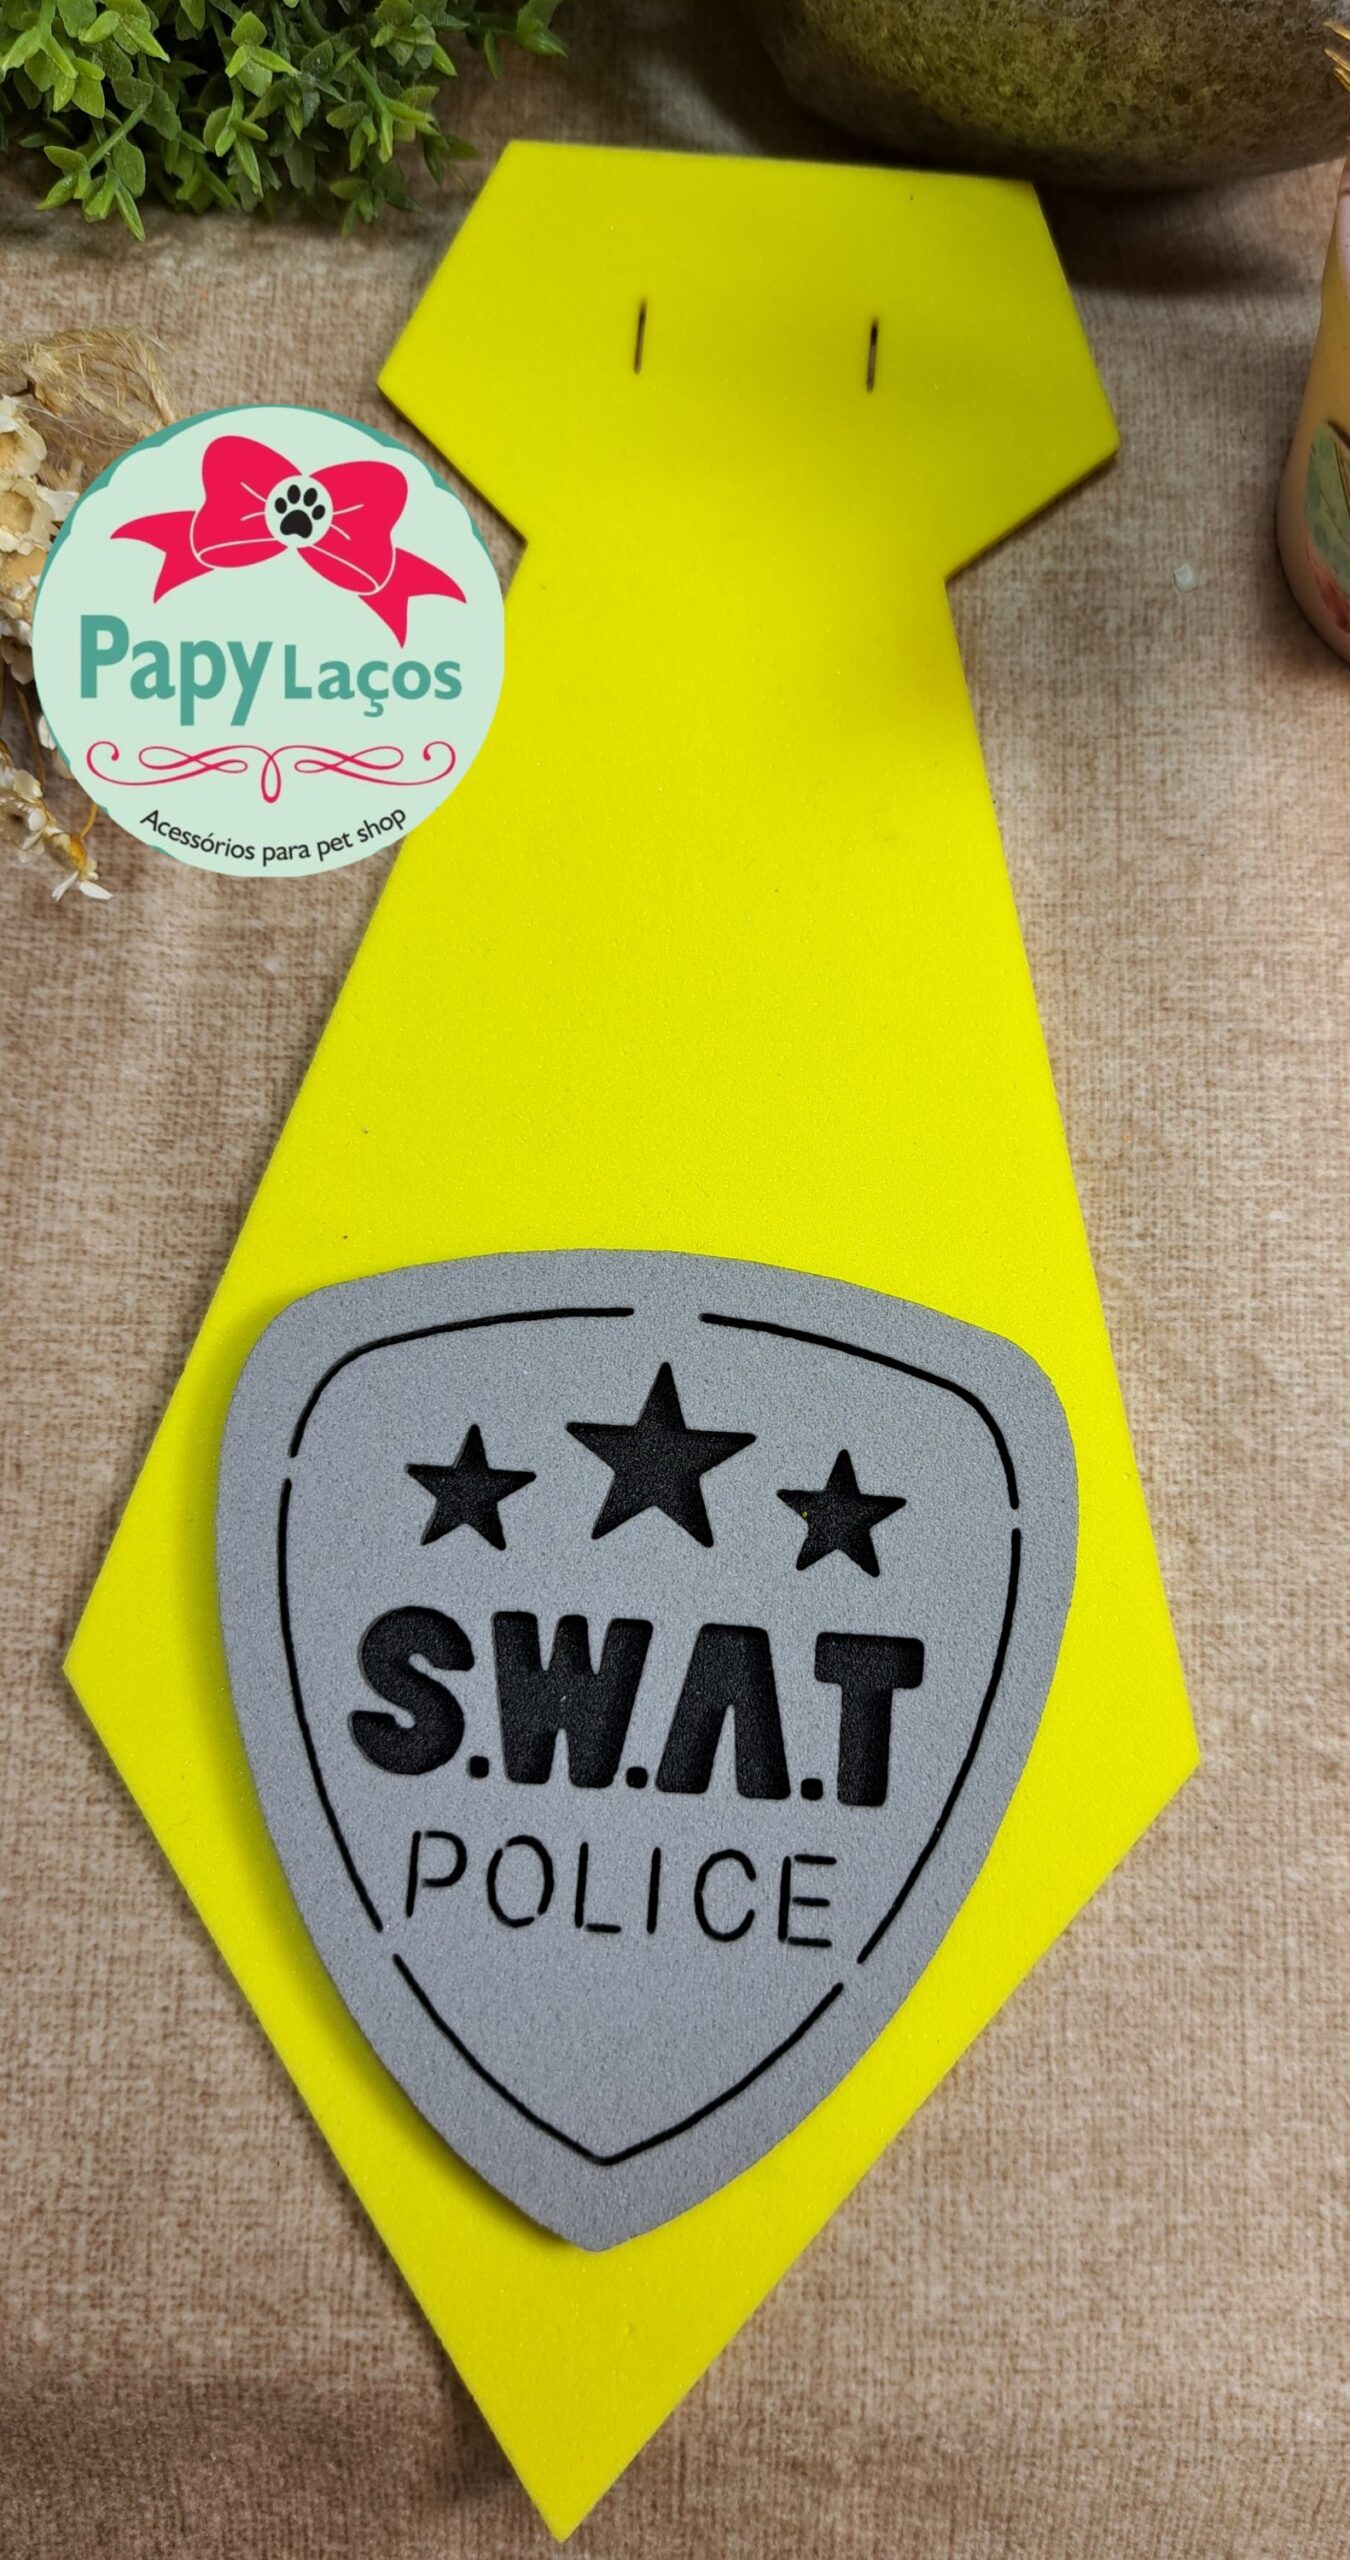 Papy Laços
Acessórios para pet shop
S.W.A.T
POLICE